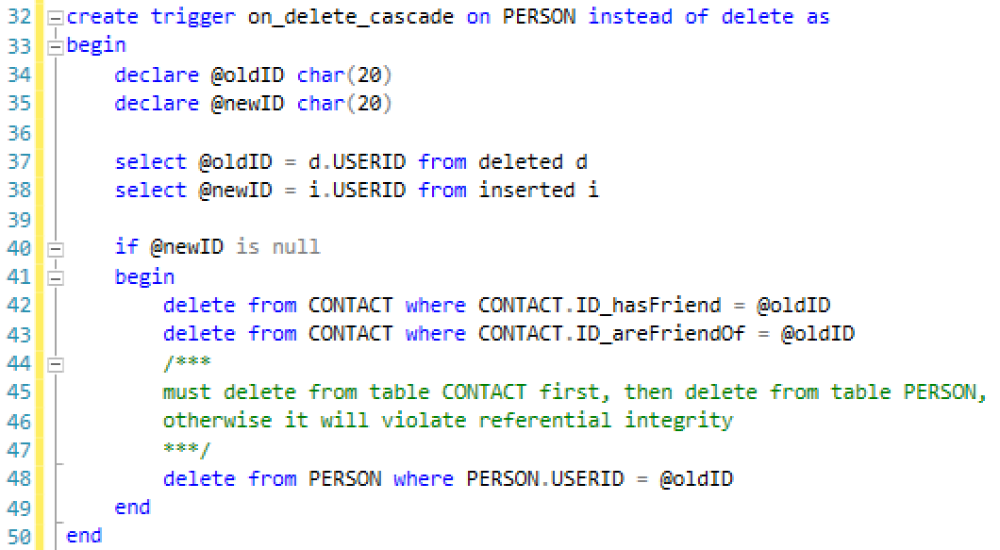 32 create trigger on_delete_cascade on PERSON instead of delete as
33 begin
34     declare @oldID char(20)
35     declare @newID char(20)
36
37     select @oldID = d.USERID from deleted d
38     select @newID = i.USERID from inserted i
39
40     if @newID is null
41     begin
42         delete from CONTACT where CONTACT.ID_hasFriend = @oldID
43         delete from CONTACT where CONTACT.ID_areFriendOf = @oldID
44         /***
45         must delete from table CONTACT first, then delete from table PERSON,
46         otherwise it will violate referential integrity
47         ***/
48         delete from PERSON where PERSON.USERID = @oldID
49     end
50 end